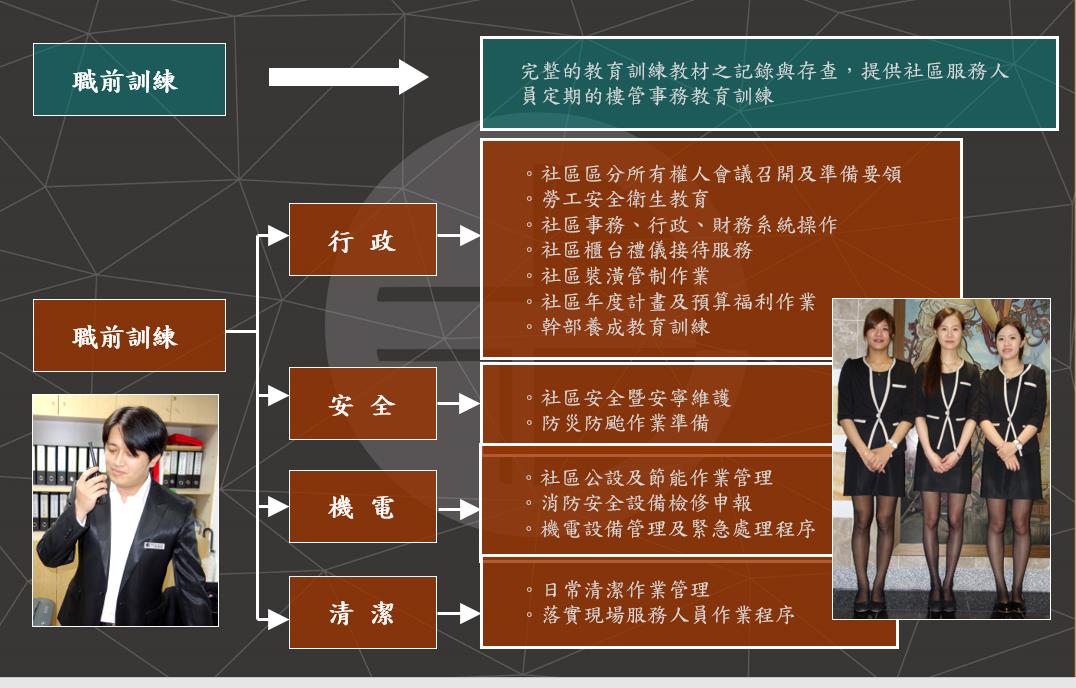 職前訓練
完整的教育訓練教材之記錄與存查，提供社區服務人
員定期的樓管事務教育訓練
職前訓練
行 政
。社區區分所有權人會議召開及準備要領
。勞工安全衛生教育
。社區事務、行政、財務系統操作
。社區櫃台禮儀接待服務
。社區裝潢管制作業
。社區年度計畫及預算福利作業
。幹部養成教育訓練
安 全
。社區安全暨安寧維護
。防災防颱作業準備
機 電
。社區公設及節能作業管理
。消防安全設備檢修申報
。機電設備管理及緊急處理程序
清 潔
。日常清潔作業管理
。落實現場服務人員作業程序